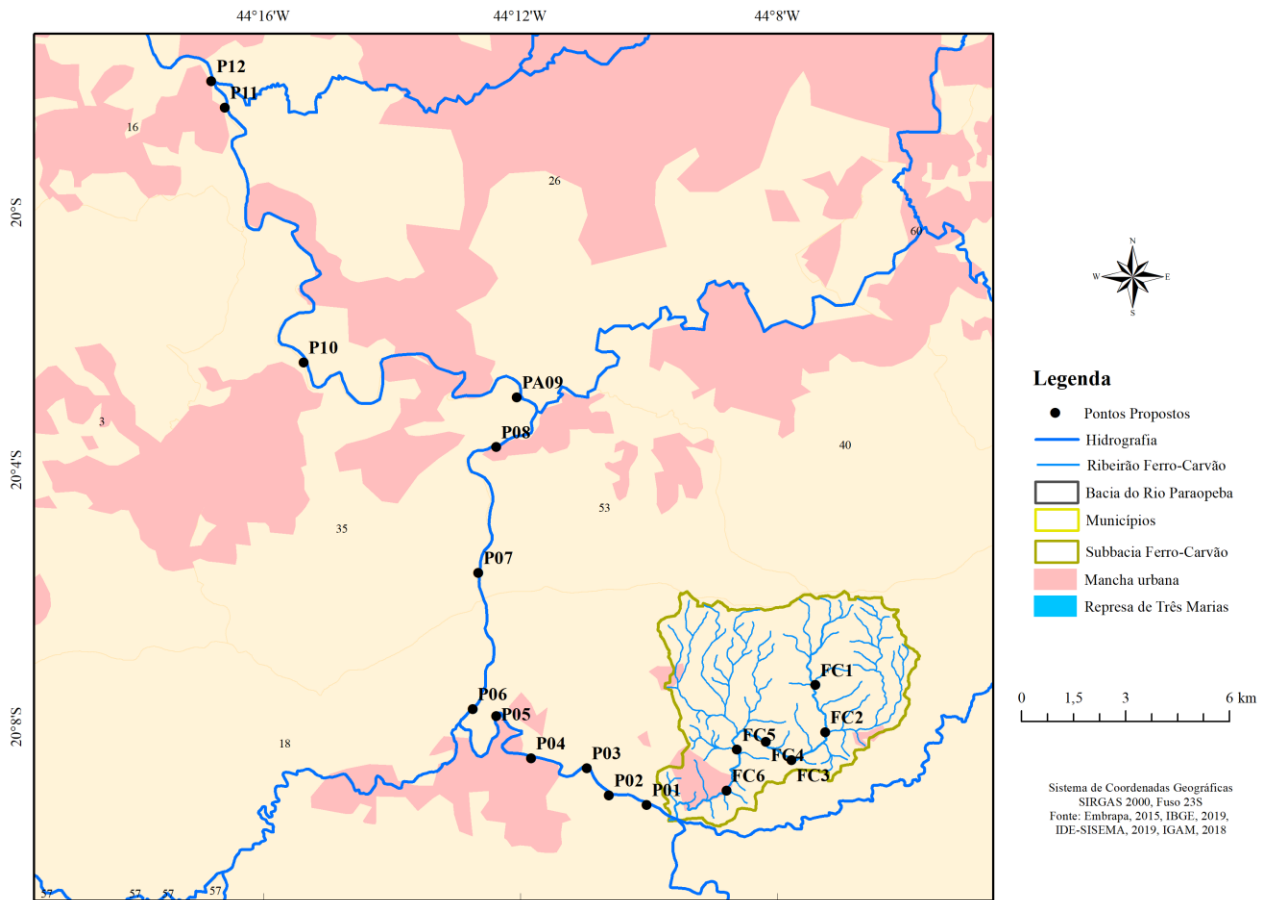 44°16'W
44°12'W
44°8'W
P12
P11
16
26
20°S
60
P10
PA09
3
P08
40
20°4'S
53
35
P07
FC1
P06
P05
FC2
20°8'S
18
P04
P03
FC5
FC4
FC3
P02
P01
FC6
57
57
57
57
N
W
E
S
Legenda
Pontos Propostos
Hidrografia
Ribeirão Ferro-Carvão
Bacia do Rio Paraopeba
Municípios
Subbacia Ferro-Carvão
Mancha urbana
Represa de Três Marias
0 1,5 3 6 km
Sistema de Coordenadas Geográficas
SIRGAS 2000, Fuso 23S
Fonte: Embrapa, 2015, IBGE, 2019,
IDE-SISEMA, 2019, IGAM, 2018